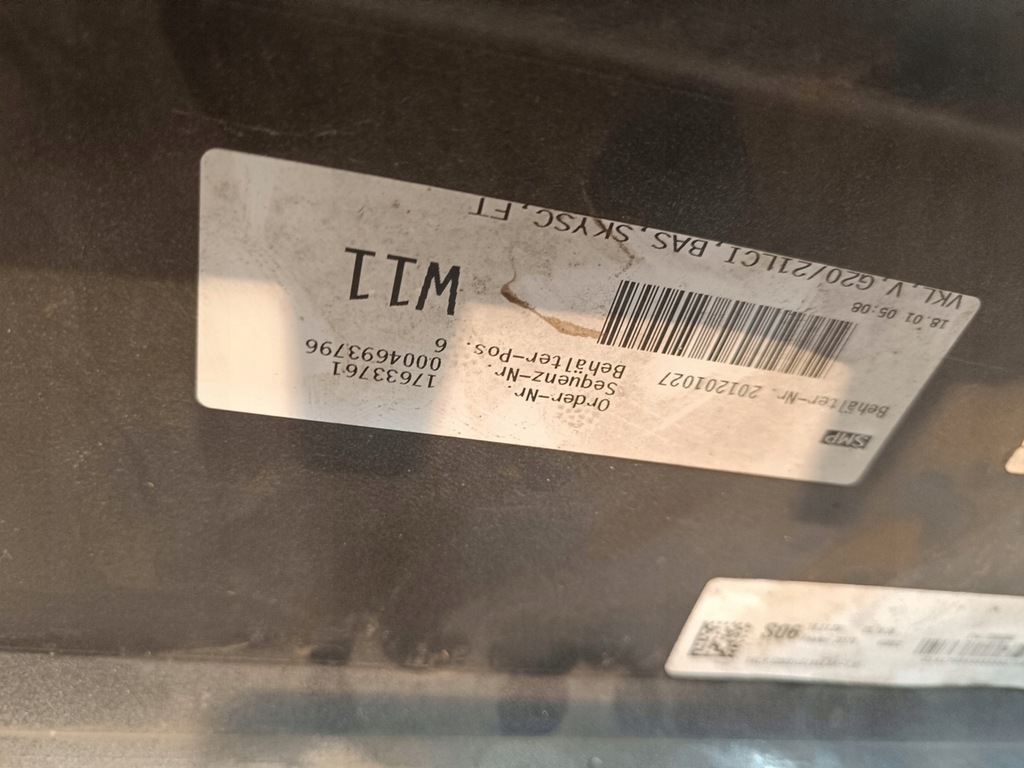 SMP
Behälter-Nr. 201201027
Order-Nr. 17633761
Sequenz-Nr. 0004693796
Behälter-Pos. 6
W11
18.01 05:08
VKL, V, G20/21LCI, BAS, SKYSC, FT